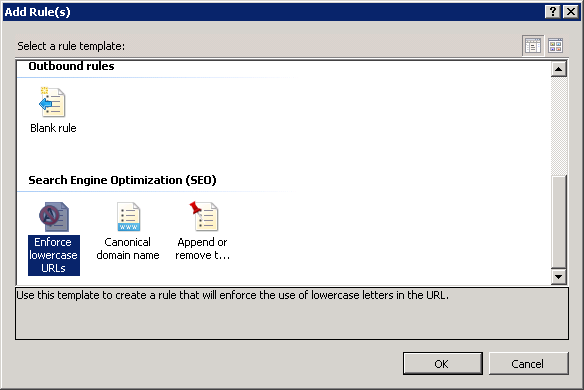 Add Rule(s)
Select a rule template:
Outbound rules
Blank rule
Search Engine Optimization (SEO)
Enforce
lowercase
URLs
Canonical
domain name
Append or
remove t...
Use this template to create a rule that will enforce the use of lowercase letters in the URL.
OK
Cancel